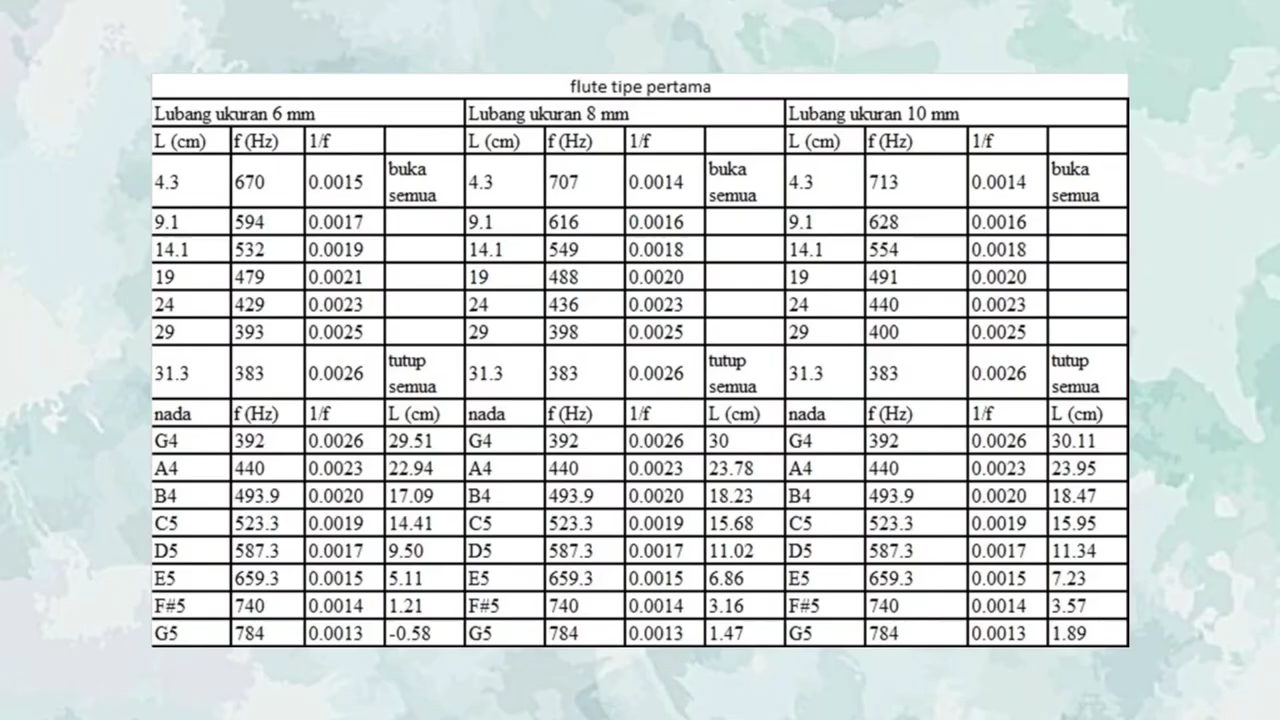 flute tipe pertama
Lubang ukuran 6 mm Lubang ukuran 8 mm Lubang ukuran 10 mm
L (cm) f (Hz) 1/f L (cm) f (Hz) 1/f L (cm) f (Hz) 1/f
4.3 670 0.0015 buka semua 4.3 707 0.0014 buka semua 4.3 713 0.0014 buka semua
9.1 594 0.0017 9.1 616 0.0016 9.1 628 0.0016
14.1 532 0.0019 14.1 549 0.0018 14.1 554 0.0018
19 479 0.0021 19 488 0.0020 19 491 0.0020
24 429 0.0023 24 436 0.0023 24 440 0.0023
29 393 0.0025 29 398 0.0025 29 400 0.0025
31.3 383 0.0026 tutup semua 31.3 383 0.0026 tutup semua 31.3 383 0.0026 tutup semua
nada f (Hz) 1/f L (cm) nada f (Hz) 1/f L (cm) nada f (Hz) 1/f L (cm)
G4 392 0.0026 29.51 G4 392 0.0026 30 G4 392 0.0026 30.11
A4 440 0.0023 22.94 A4 440 0.0023 23.78 A4 440 0.0023 23.95
B4 493.9 0.0020 17.09 B4 493.9 0.0020 18.23 B4 493.9 0.0020 18.47
C5 523.3 0.0019 14.41 C5 523.3 0.0019 15.68 C5 523.3 0.0019 15.95
D5 587.3 0.0017 9.50 D5 587.3 0.0017 11.02 D5 587.3 0.0017 11.34
E5 659.3 0.0015 5.11 E5 659.3 0.0015 6.86 E5 659.3 0.0015 7.23
F#5 740 0.0014 1.21 F#5 740 0.0014 3.16 F#5 740 0.0014 3.57
G5 784 0.0013 -0.58 G5 784 0.0013 1.47 G5 784 0.0013 1.89